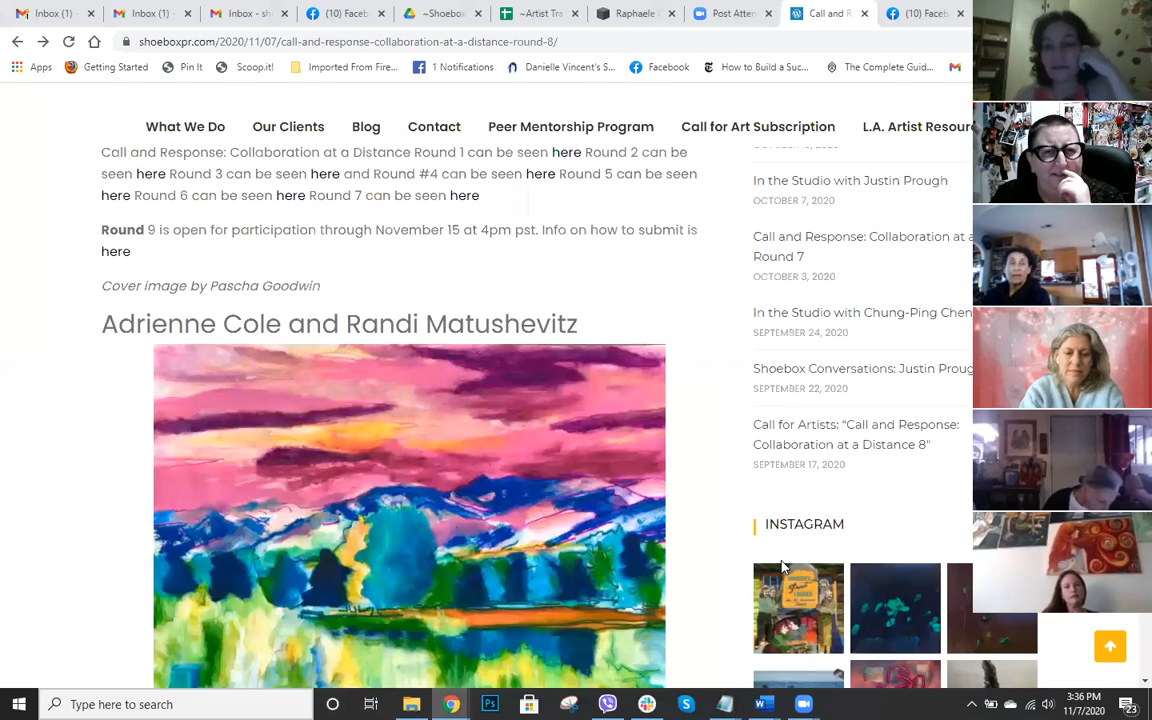 Inbox (1) -
Inbox (1) -
Inbox - sh
(10) Faceb
~Shoebox
~Artist Tra
Raphaele
Post Atten
Call and R
(10) Faceb
shoeboxpr.com/2020/11/07/call-and-response-collaboration-at-a-distance-round-8/
Apps
Getting Started
Pin It
Scoop.it!
Imported From Fire...
1 Notifications
Danielle Vincent's S...
Facebook
How to Build a Suc...
The Complete Guid...
What We Do
Our Clients
Blog
Contact
Peer Mentorship Program
Call for Art Subscription
L.A. Artist Resour
Call and Response: Collaboration at a Distance Round 1 can be seen here Round 2 can be
seen here Round 3 can be seen here and Round #4 can be seen here Round 5 can be seen
here Round 6 can be seen here Round 7 can be seen here
Round 9 is open for participation through November 15 at 4pm pst. Info on how to submit is
here
Cover image by Pascha Goodwin
Adrienne Cole and Randi Matushevitz
In the Studio with Justin Prough
OCTOBER 7, 2020
Call and Response: Collaboration at a
Round 7
OCTOBER 3, 2020
In the Studio with Chung-Ping Chen
SEPTEMBER 24, 2020
Shoebox Conversations: Justin Proug
SEPTEMBER 22, 2020
Call for Artists: “Call and Response:
Collaboration at a Distance 8”
SEPTEMBER 17, 2020
INSTAGRAM
Type here to search
3:36 PM
11/7/2020
23